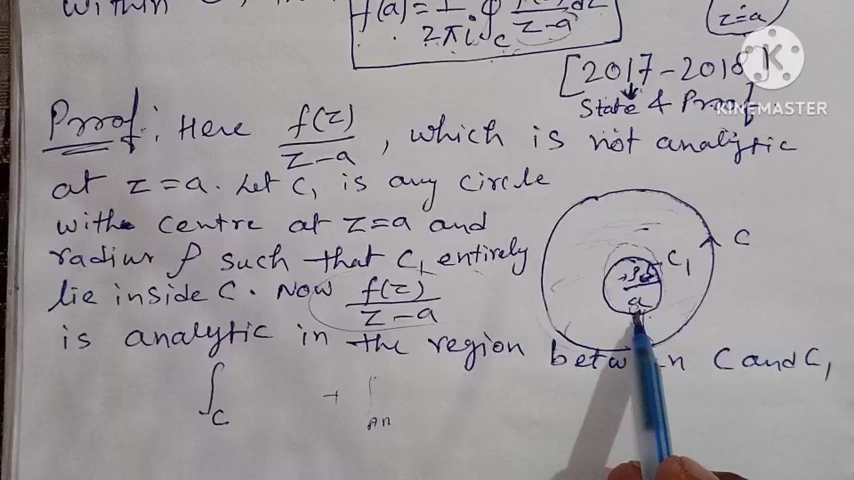 within C,
f(a) = 1/2πi ∮_C f(z)dz/z-a
z=a
[2017-2018]
State & Proof
KINEMASTER
Proof: Here f(z)/z-a, which is not analytic
at z=a. Let C₁ is any circle
with centre at z=a and
radius ρ such that C₁ entirely
lie inside C. Now f(z)/z-a
is analytic in the region between C and C₁
C
C₁
a
∫_C + ∫_AB